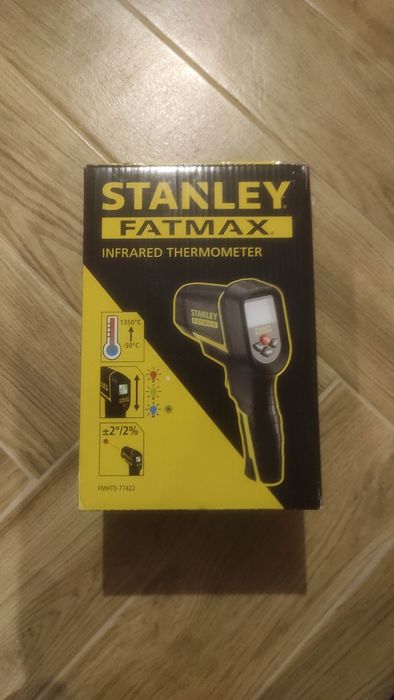 STANLEY
FATMAX
INFRARED THERMOMETER
1350°C
-50°C
STANLEY
FATMAX
±2°/2%
FMHT0-77422